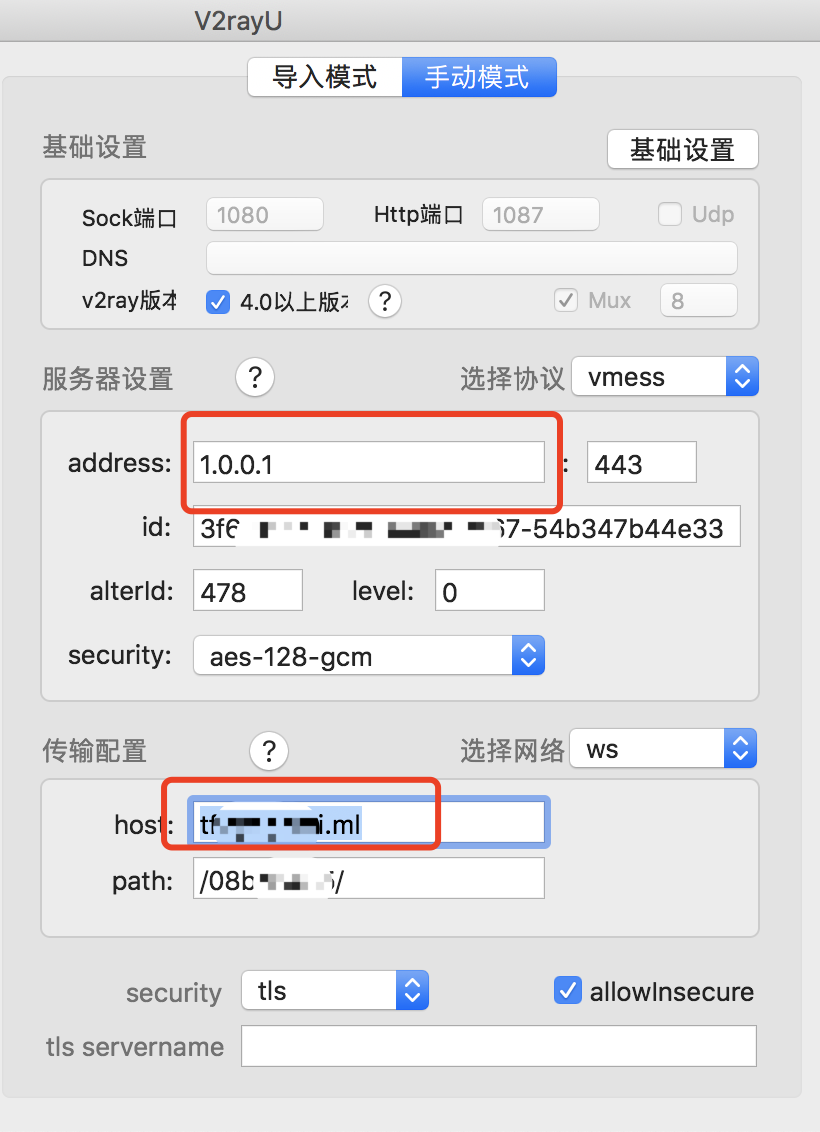 V2rayU
导入模式 手动模式
基础设置 基础设置
Sock端口 1080 Http端口 1087 Udp
DNS
v2ray版本 4.0以上版本 ? Mux 8
服务器设置 ? 选择协议 vmess
address: 1.0.0.1 : 443
id: 3f6 67-54b347b44e33
alterId: 478 level: 0
security: aes-128-gcm
传输配置 ? 选择网络 ws
host: tf i.ml
path: /08b /
security tls allowInsecure
tls servername